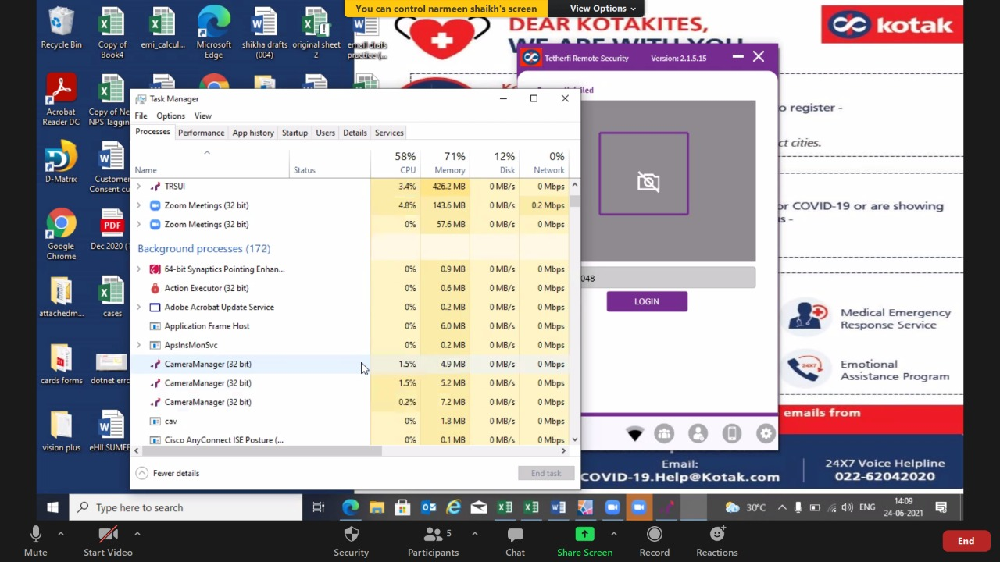 You can control narmeen shaikh's screen
View Options
Recycle Bin
Copy of
Book4
emi_calcul...
Microsoft
Edge
shikha drafts
(004)
original sheet
2
email drafs
practice (...
DEAR KOTAKITES,
WE ARE WITH YOU
kotak
Acrobat
Reader DC
Copy of Ne
NPS Taggin
D-Matrix
Customer
Consent cu
Google
Chrome
PDF
Dec 2020 (1
attachedm...
cases
cards forms
dotnet erro
vision plus
eHII SUMEE
Tetherfi Remote Security
Version: 2.1.5.15
iled
048
LOGIN
Task Manager
File
Options
View
Processes
Performance
App history
Startup
Users
Details
Services
58%
71%
12%
0%
Name
Status
CPU
Memory
Disk
Network
TRSUI
3.4%
426.2 MB
0 MB/s
0 Mbps
Zoom Meetings (32 bit)
4.8%
143.6 MB
0 MB/s
0.2 Mbps
Zoom Meetings (32 bit)
0%
57.6 MB
0 MB/s
0 Mbps
Background processes (172)
64-bit Synaptics Pointing Enhan...
0%
0.9 MB
0 MB/s
0 Mbps
Action Executor (32 bit)
0%
0.6 MB
0 MB/s
0 Mbps
Adobe Acrobat Update Service
0%
0.2 MB
0 MB/s
0 Mbps
Application Frame Host
0%
6.0 MB
0 MB/s
0 Mbps
ApsInsMonSvc
0%
0.2 MB
0 MB/s
0 Mbps
CameraManager (32 bit)
1.5%
4.9 MB
0 MB/s
0 Mbps
CameraManager (32 bit)
1.5%
5.2 MB
0 MB/s
0 Mbps
CameraManager (32 bit)
0.2%
7.2 MB
0 MB/s
0 Mbps
cav
0%
1.8 MB
0 MB/s
0 Mbps
Cisco AnyConnect ISE Posture (...
0%
0.1 MB
0 MB/s
0 Mbps
Fewer details
End task
o register -
ct cities.
or COVID-19 or are showing
s -
Medical Emergency
Response Service
24X7
Emotional
Assistance Program
emails from
Email:
COVID-19.Help@Kotak.com
24X7 Voice Helpline
022-62042020
Type here to search
30°C
ENG
14:09
24-06-2021
Mute
Start Video
Security
Participants
5
Chat
Share Screen
Record
Reactions
End